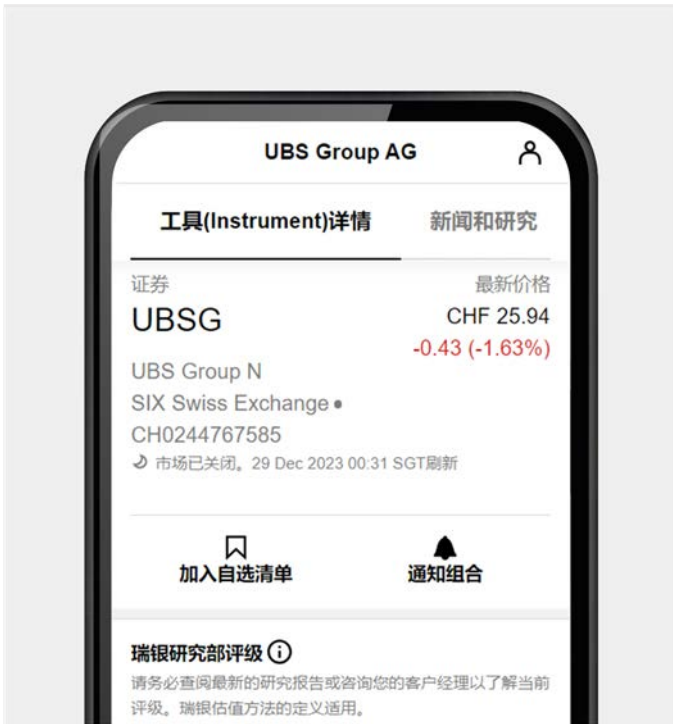 UBS Group AG
工具(Instrument)详情 新闻和研究
证券 最新价格
UBSG CHF 25.94
-0.43 (-1.63%)
UBS Group N
SIX Swiss Exchange •
CH0244767585
市场已关闭。29 Dec 2023 00:31 SGT刷新
加入自选清单 通知组合
瑞银研究部评级
请务必查阅最新的研究报告或咨询您的客户经理以了解当前
评级。瑞银估值方法的定义适用。